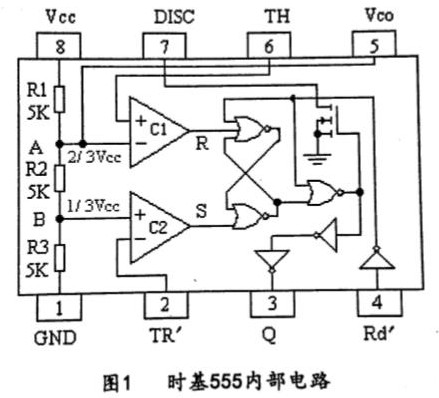 Vcc DISC TH Vco
8 7 6 5
R1
5K
+ C1
−
A
2/3Vcc
R
R2
5K
1/3Vcc
B
S
+ C2
−
R3
5K
1 2 3 4
GND TR′ Q Rd′
图1 时基555内部电路